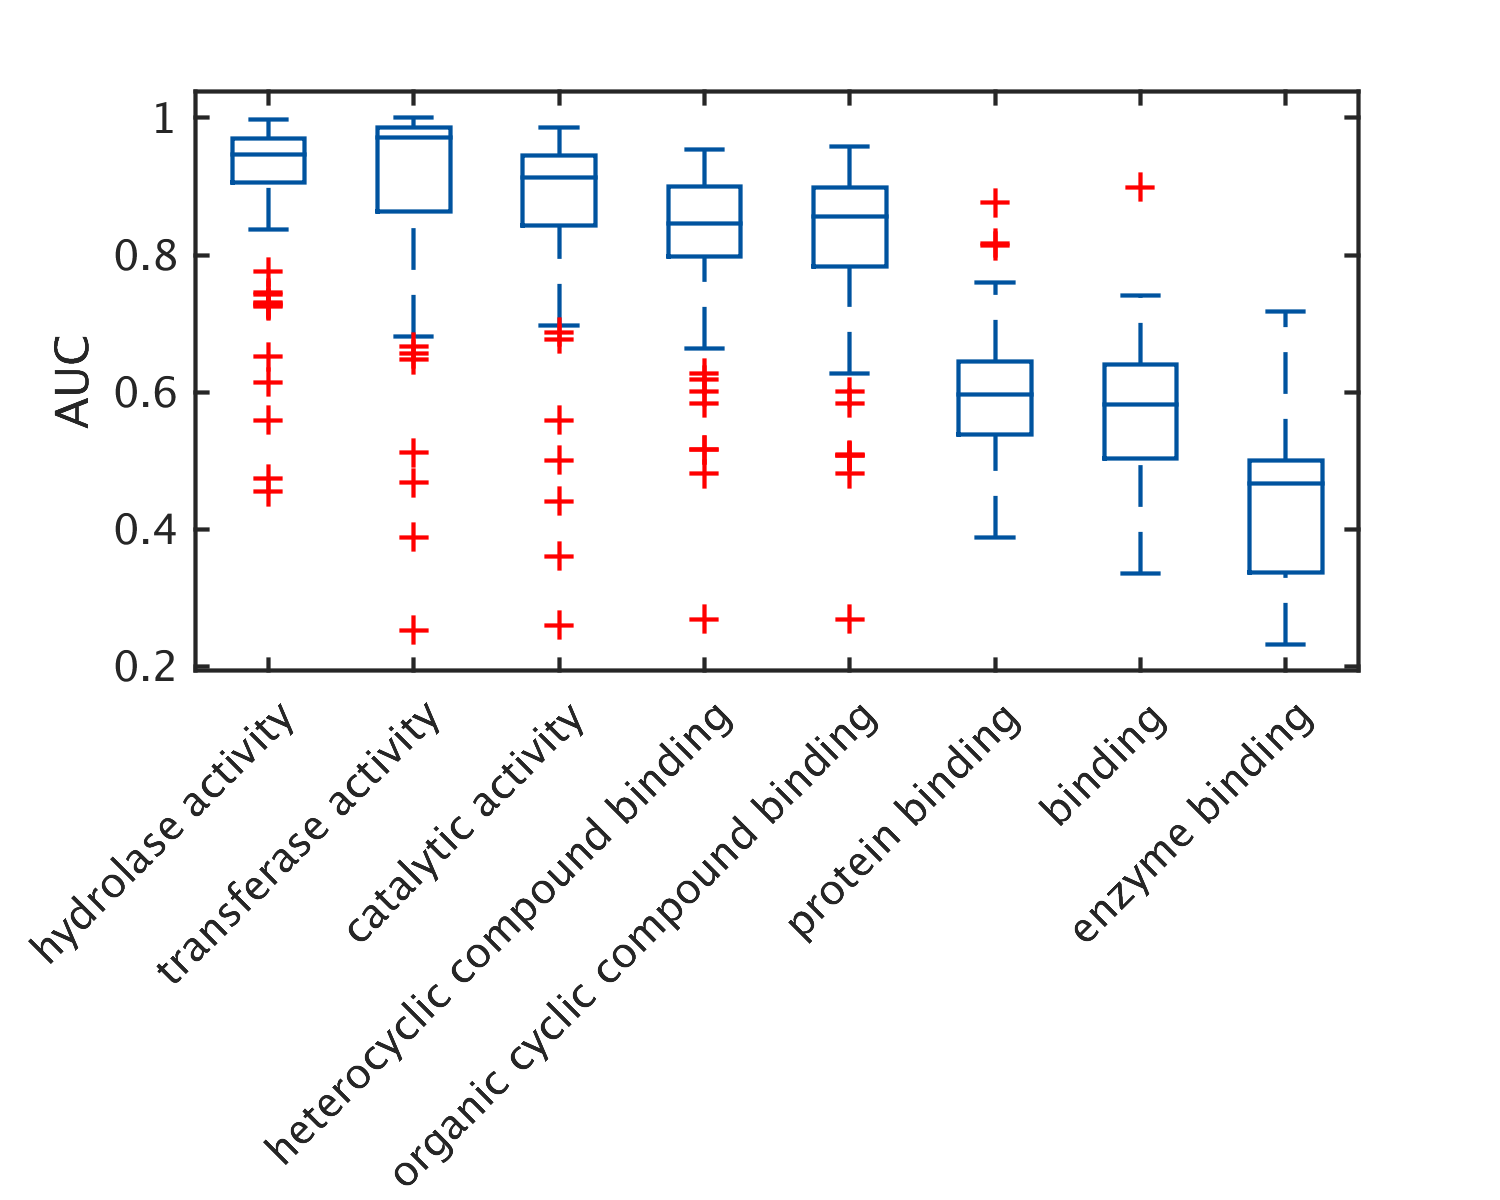 1
0.8
0.6
0.4
0.2
AUC
hydrolase activity
transferase activity
catalytic activity
heterocyclic compound binding
organic cyclic compound binding
protein binding
binding
enzyme binding